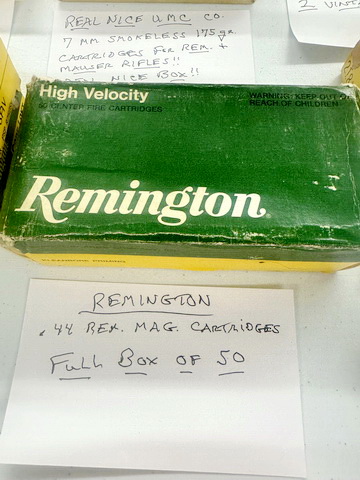 REAL NICE U.M.C. CO.
7 MM. SMOKELESS 175 gr.
CARTRIDGES FOR REM. +
MAUSER RIFLES!!
NICE BOX!!
2
High Velocity
50 CENTER FIRE CARTRIDGES
WARNING: KEEP OUT OF
REACH OF CHILDREN
Remington
REMINGTON
.44 REM. MAG. CARTRIDGES
FULL BOX OF 50